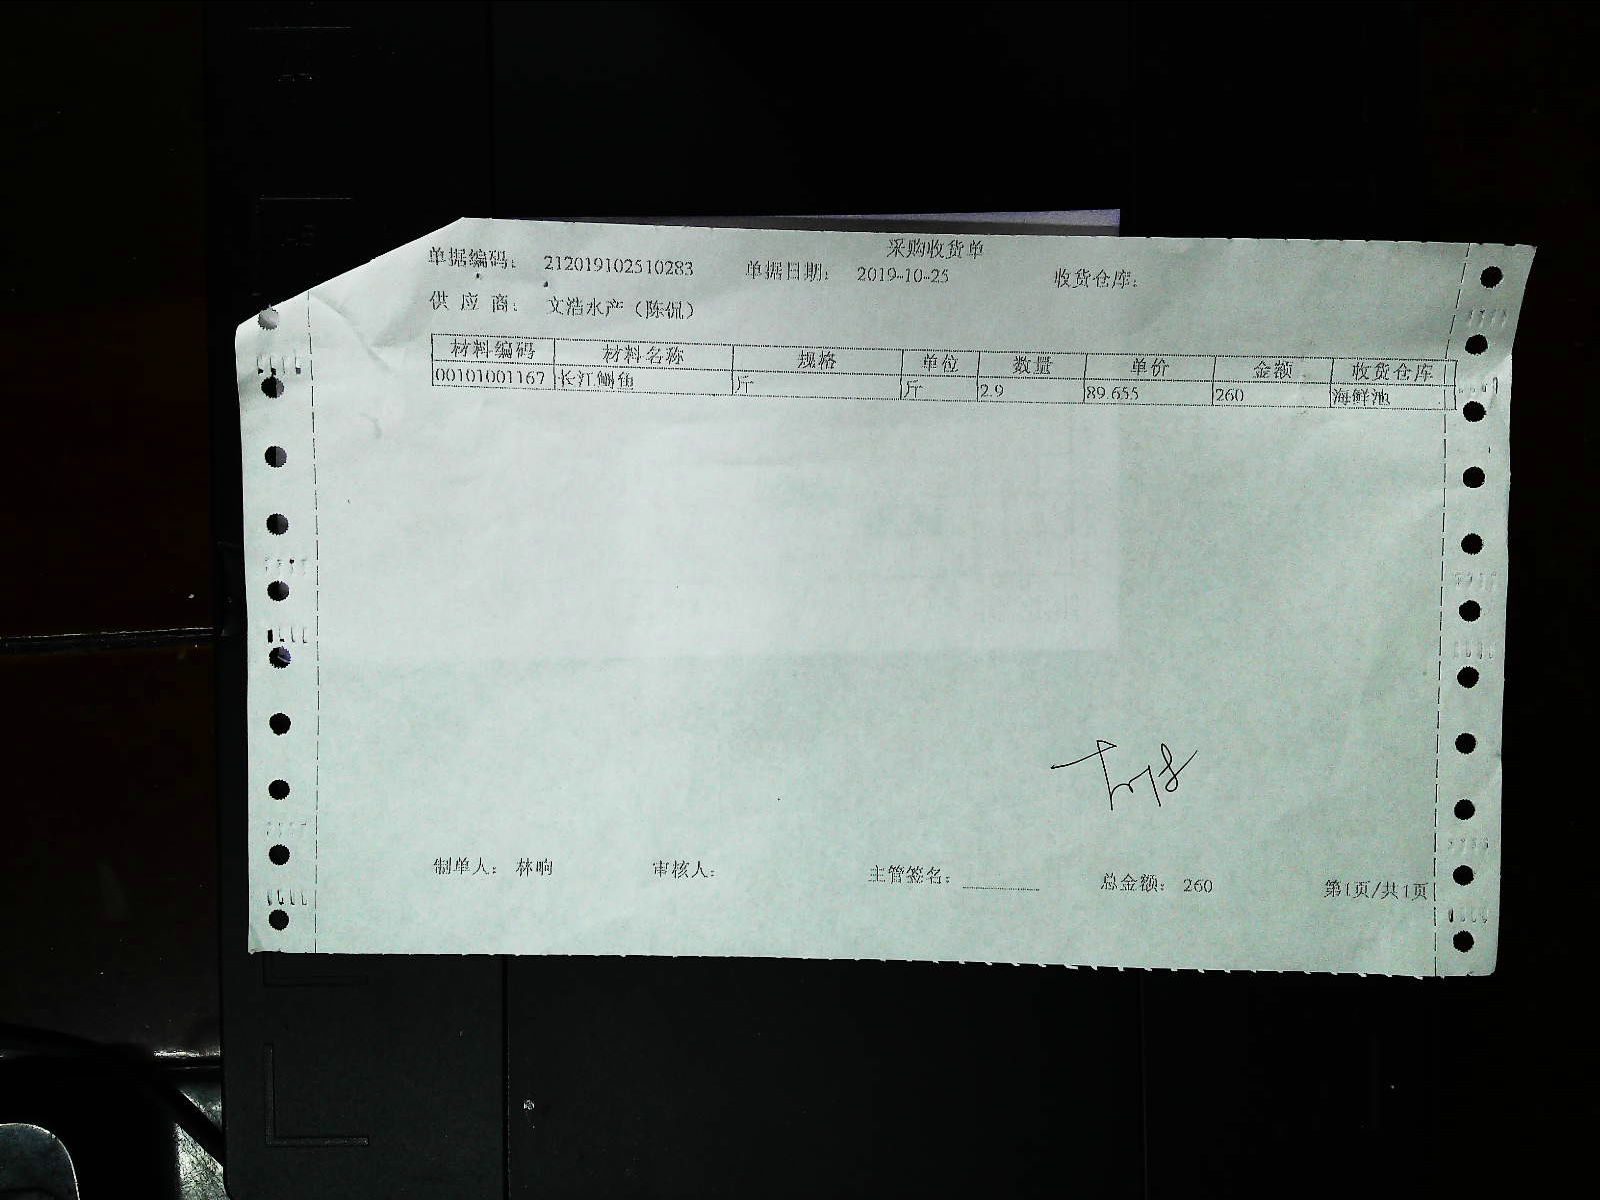 采购收货单
单据编码： 212019102510283 单据日期： 2019-10-25 收货仓库：
供 应 商： 文浩水产（陈侃）
材料编码 材料名称 规格 单位 数量 单价 金额 收货仓库
00101001167 长江鮰鱼 斤 斤 2.9 89.655 260 海鲜池
制单人： 林晌 审核人： 主管签名： 总金额： 260 第1页/共1页